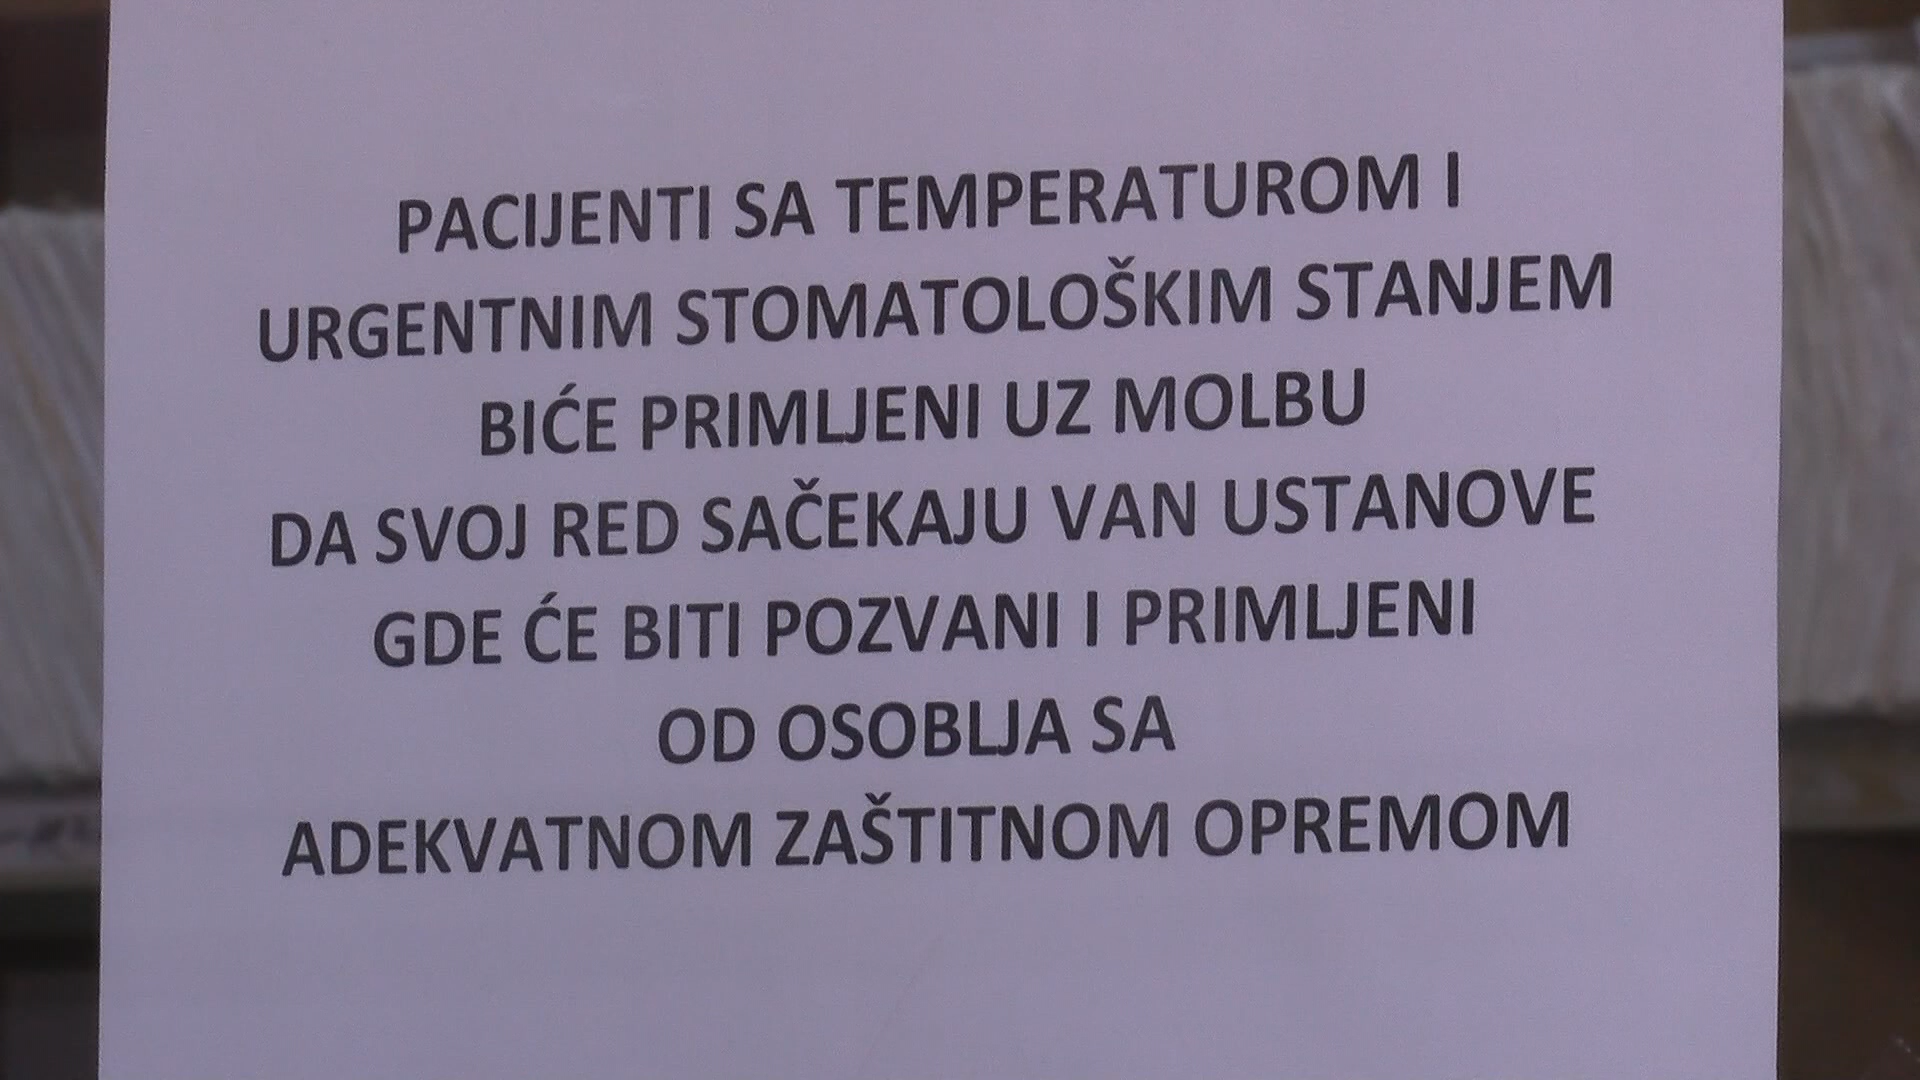 PACIJENTI SA TEMPERATUROM I
URGENTNIM STOMATOLOŠKIM STANJEM
BIĆE PRIMLJENI UZ MOLBU
DA SVOJ RED SAČEKAJU VAN USTANOVE
GDE ĆE BITI POZVANI I PRIMLJENI
OD OSOBLJA SA
ADEKVATNOM ZAŠTITNOM OPREMOM